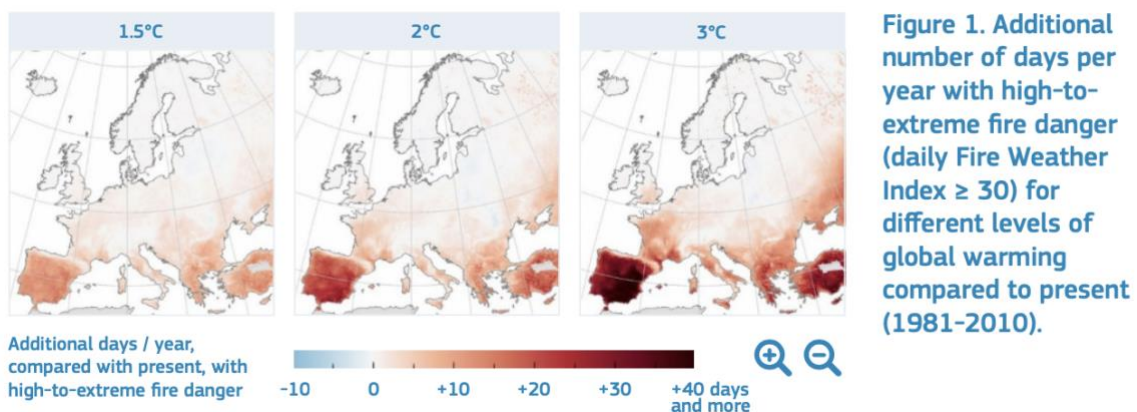 1.5°C
2°C
3°C
Figure 1. Additional
number of days per
year with high-to-
extreme fire danger
(daily Fire Weather
Index ≥ 30) for
different levels of
global warming
compared to present
(1981-2010).
Additional days / year,
compared with present, with
high-to-extreme fire danger
-10 0 +10 +20 +30 +40 days
and more